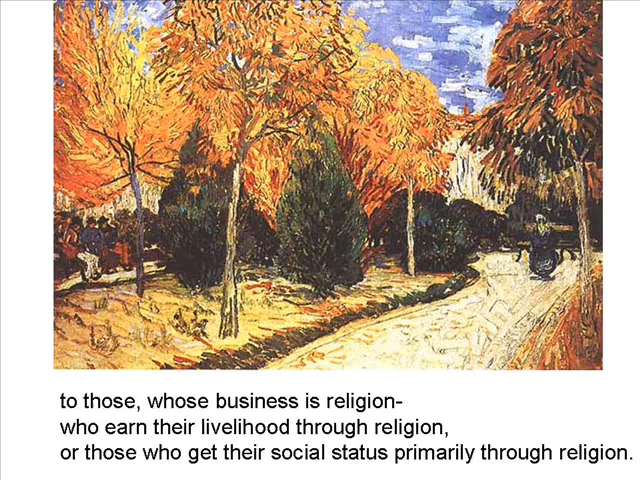 to those, whose business is religion-
who earn their livelihood through religion,
or those who get their social status primarily through religion.